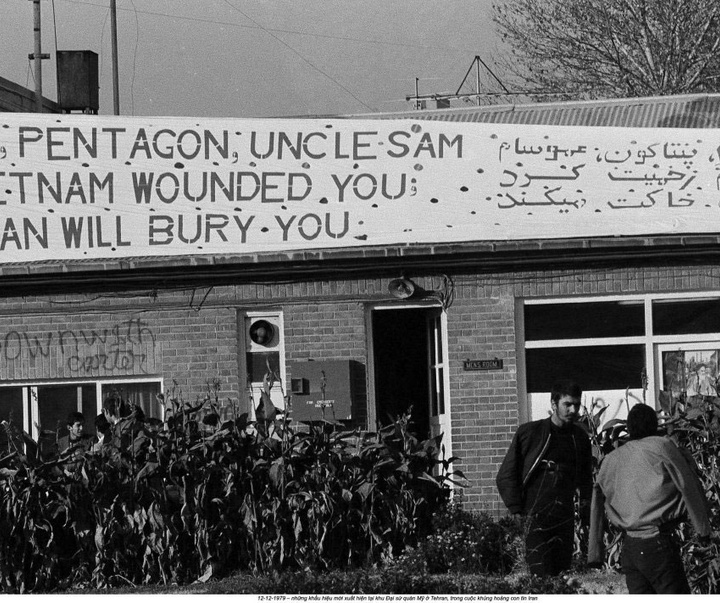 PENTAGON, UNCLE SAM
ETNAM WOUNDED YOU,
AN WILL BURY YOU
پنتاگون، عموسام
زخمیت کرد
خاکت میکند
own with
carter
MENS ROOM
12-12-1979 – những khẩu hiệu mới xuất hiện tại khu Đại sứ quán Mỹ ở Tehran, trong cuộc khủng hoảng con tin Iran